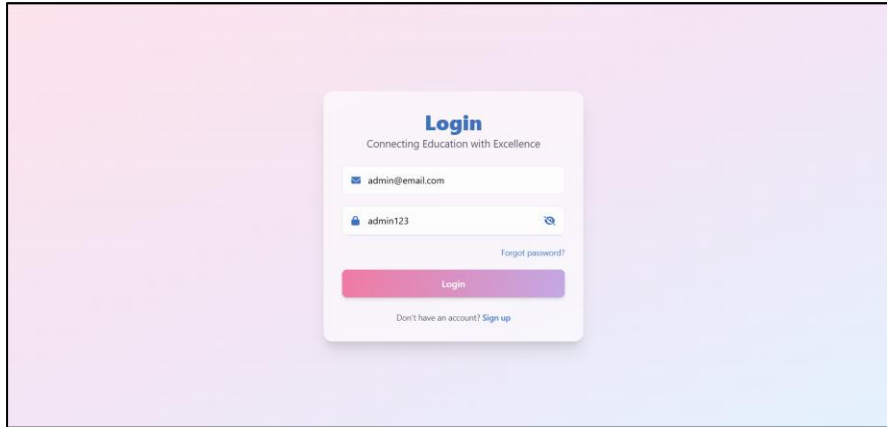 Login
Connecting Education with Excellence
admin@email.com
admin123
Forgot password?
Login
Don't have an account? Sign up